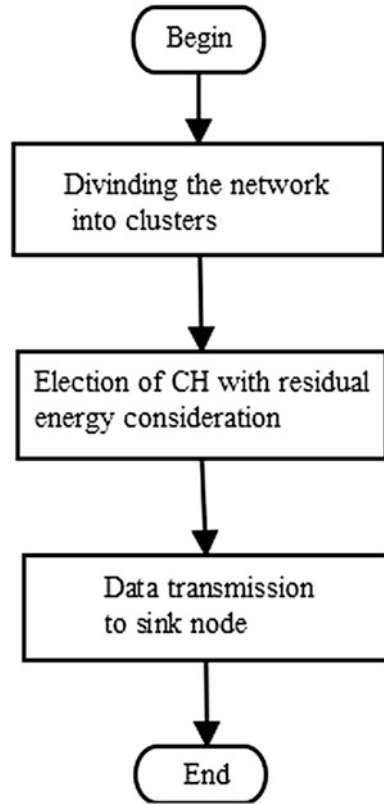 Begin
Divinding the network
into clusters
Election of CH with residual
energy consideration
Data transmission
to sink node
End